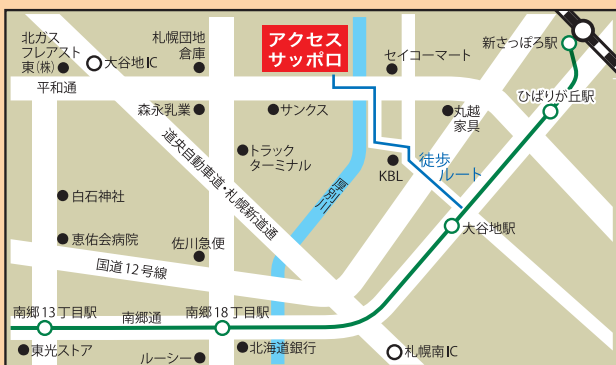 北ガス
フレアスト
東(株)
大谷地IC
札幌団地
倉庫
アクセス
サッポロ
セイコーマート
新さっぽろ駅
平和通
ひばりが丘駅
森永乳業
サンクス
丸越
家具
道央自動車道・札幌新道通
トラック
ターミナル
KBL
徒歩
ルート
厚別川
白石神社
恵佑会病院
佐川急便
大谷地駅
国道12号線
南郷13丁目駅
南郷通
南郷18丁目駅
東光ストア
ルーシー
北海道銀行
札幌南IC